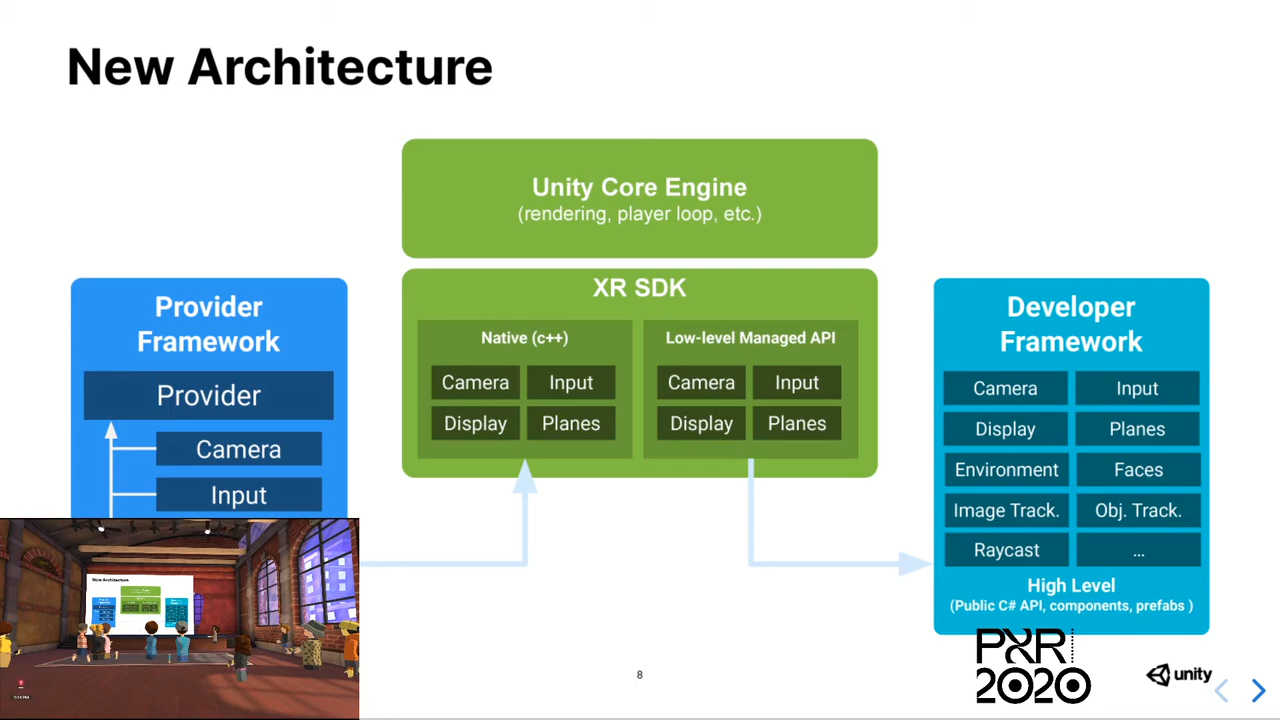 New Architecture
Unity Core Engine
(rendering, player loop, etc.)
XR SDK
Native (c++)
Camera Input
Display Planes
Low-level Managed API
Camera Input
Display Planes
Provider
Framework
Provider
Camera
Input
Developer
Framework
Camera Input
Display Planes
Environment Faces
Image Track. Obj. Track.
Raycast ...
High Level
(Public C# API, components, prefabs )
New Architecture
8
PXR
2020
unity